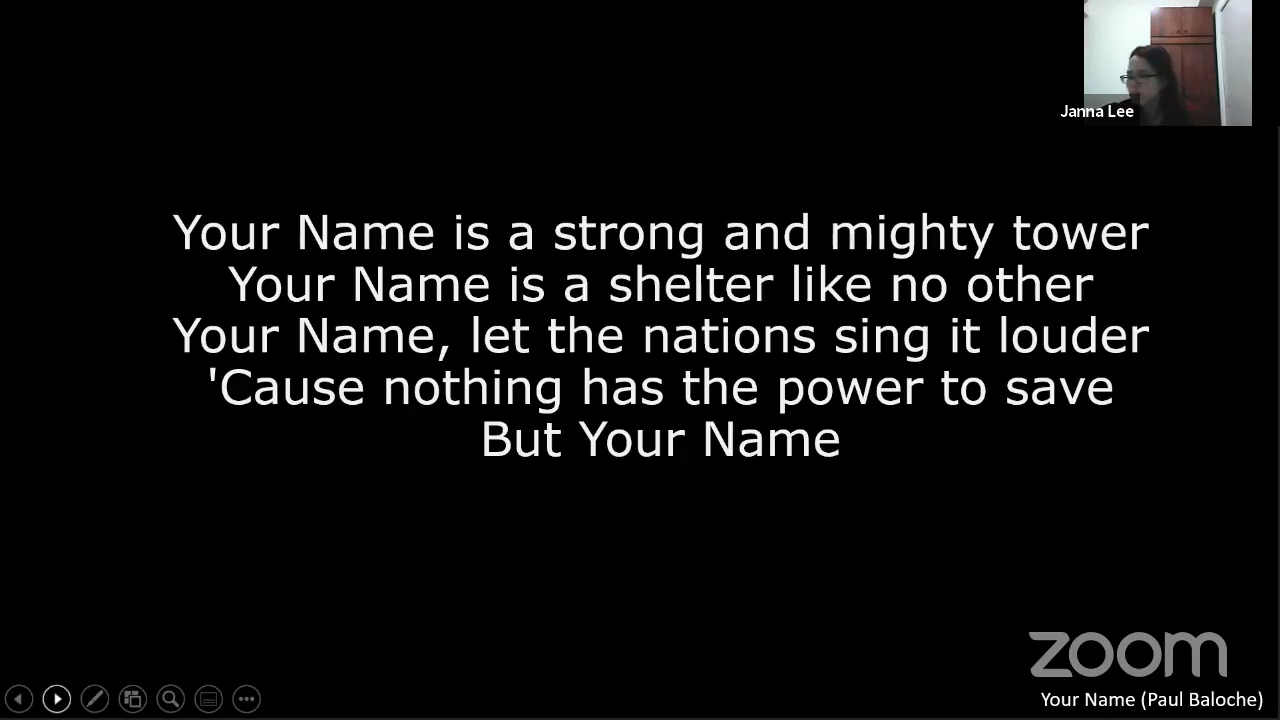 Janna Lee
Your Name is a strong and mighty tower
Your Name is a shelter like no other
Your Name, let the nations sing it louder
'Cause nothing has the power to save
But Your Name
zoom
Your Name (Paul Baloche)